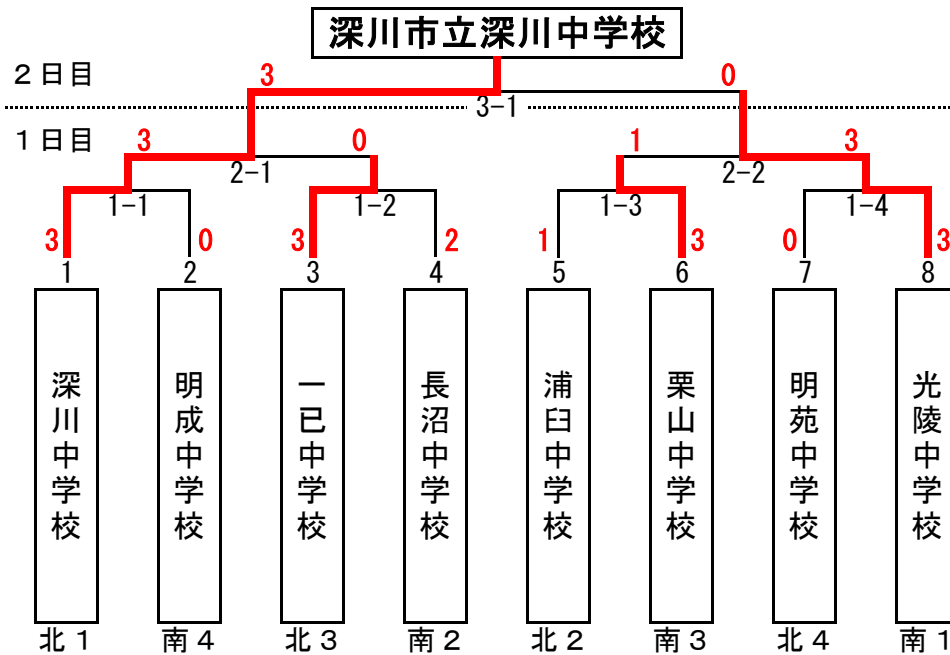 深川市立深川中学校
２日目
3
0
3-1
１日目
3
0
1
3
2-1
2-2
1-1
1-2
1-3
1-4
3
0
3
2
1
3
0
3
1
2
3
4
5
6
7
8
深川中学校
明成中学校
一已中学校
長沼中学校
浦臼中学校
栗山中学校
明苑中学校
光陵中学校
北１
南４
北３
南２
北２
南３
北４
南１